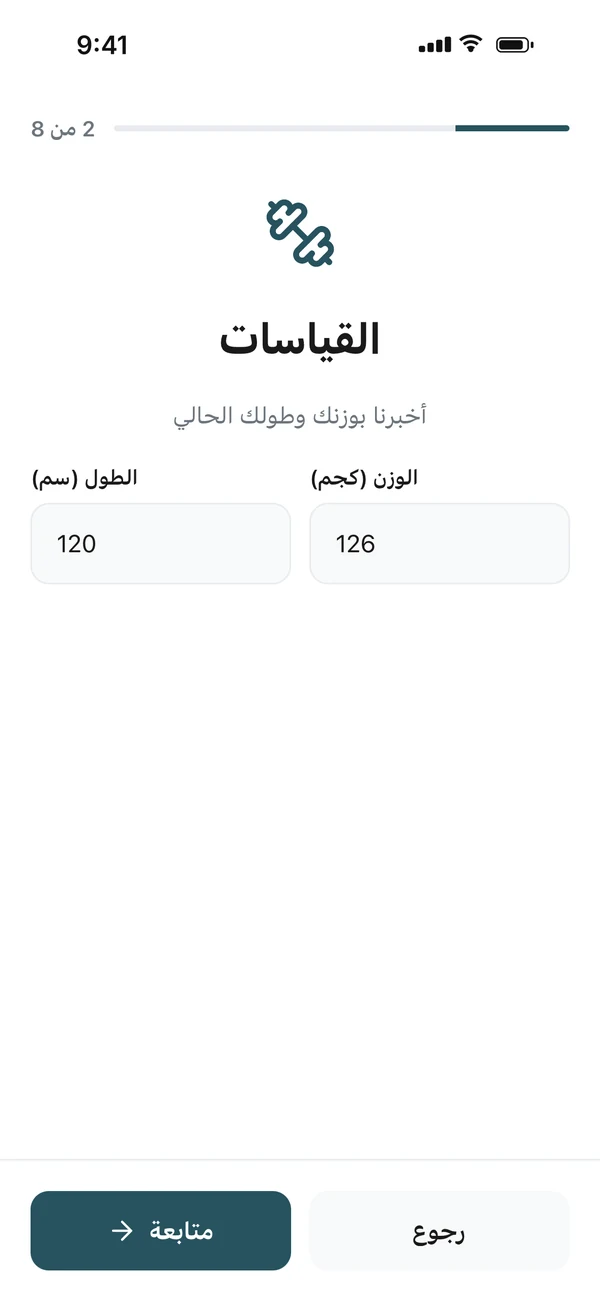 9:41
2 من 8
القياسات
أخبرنا بوزنك وطولك الحالي
الوزن (كجم)
126
الطول (سم)
120
رجوع
متابعة